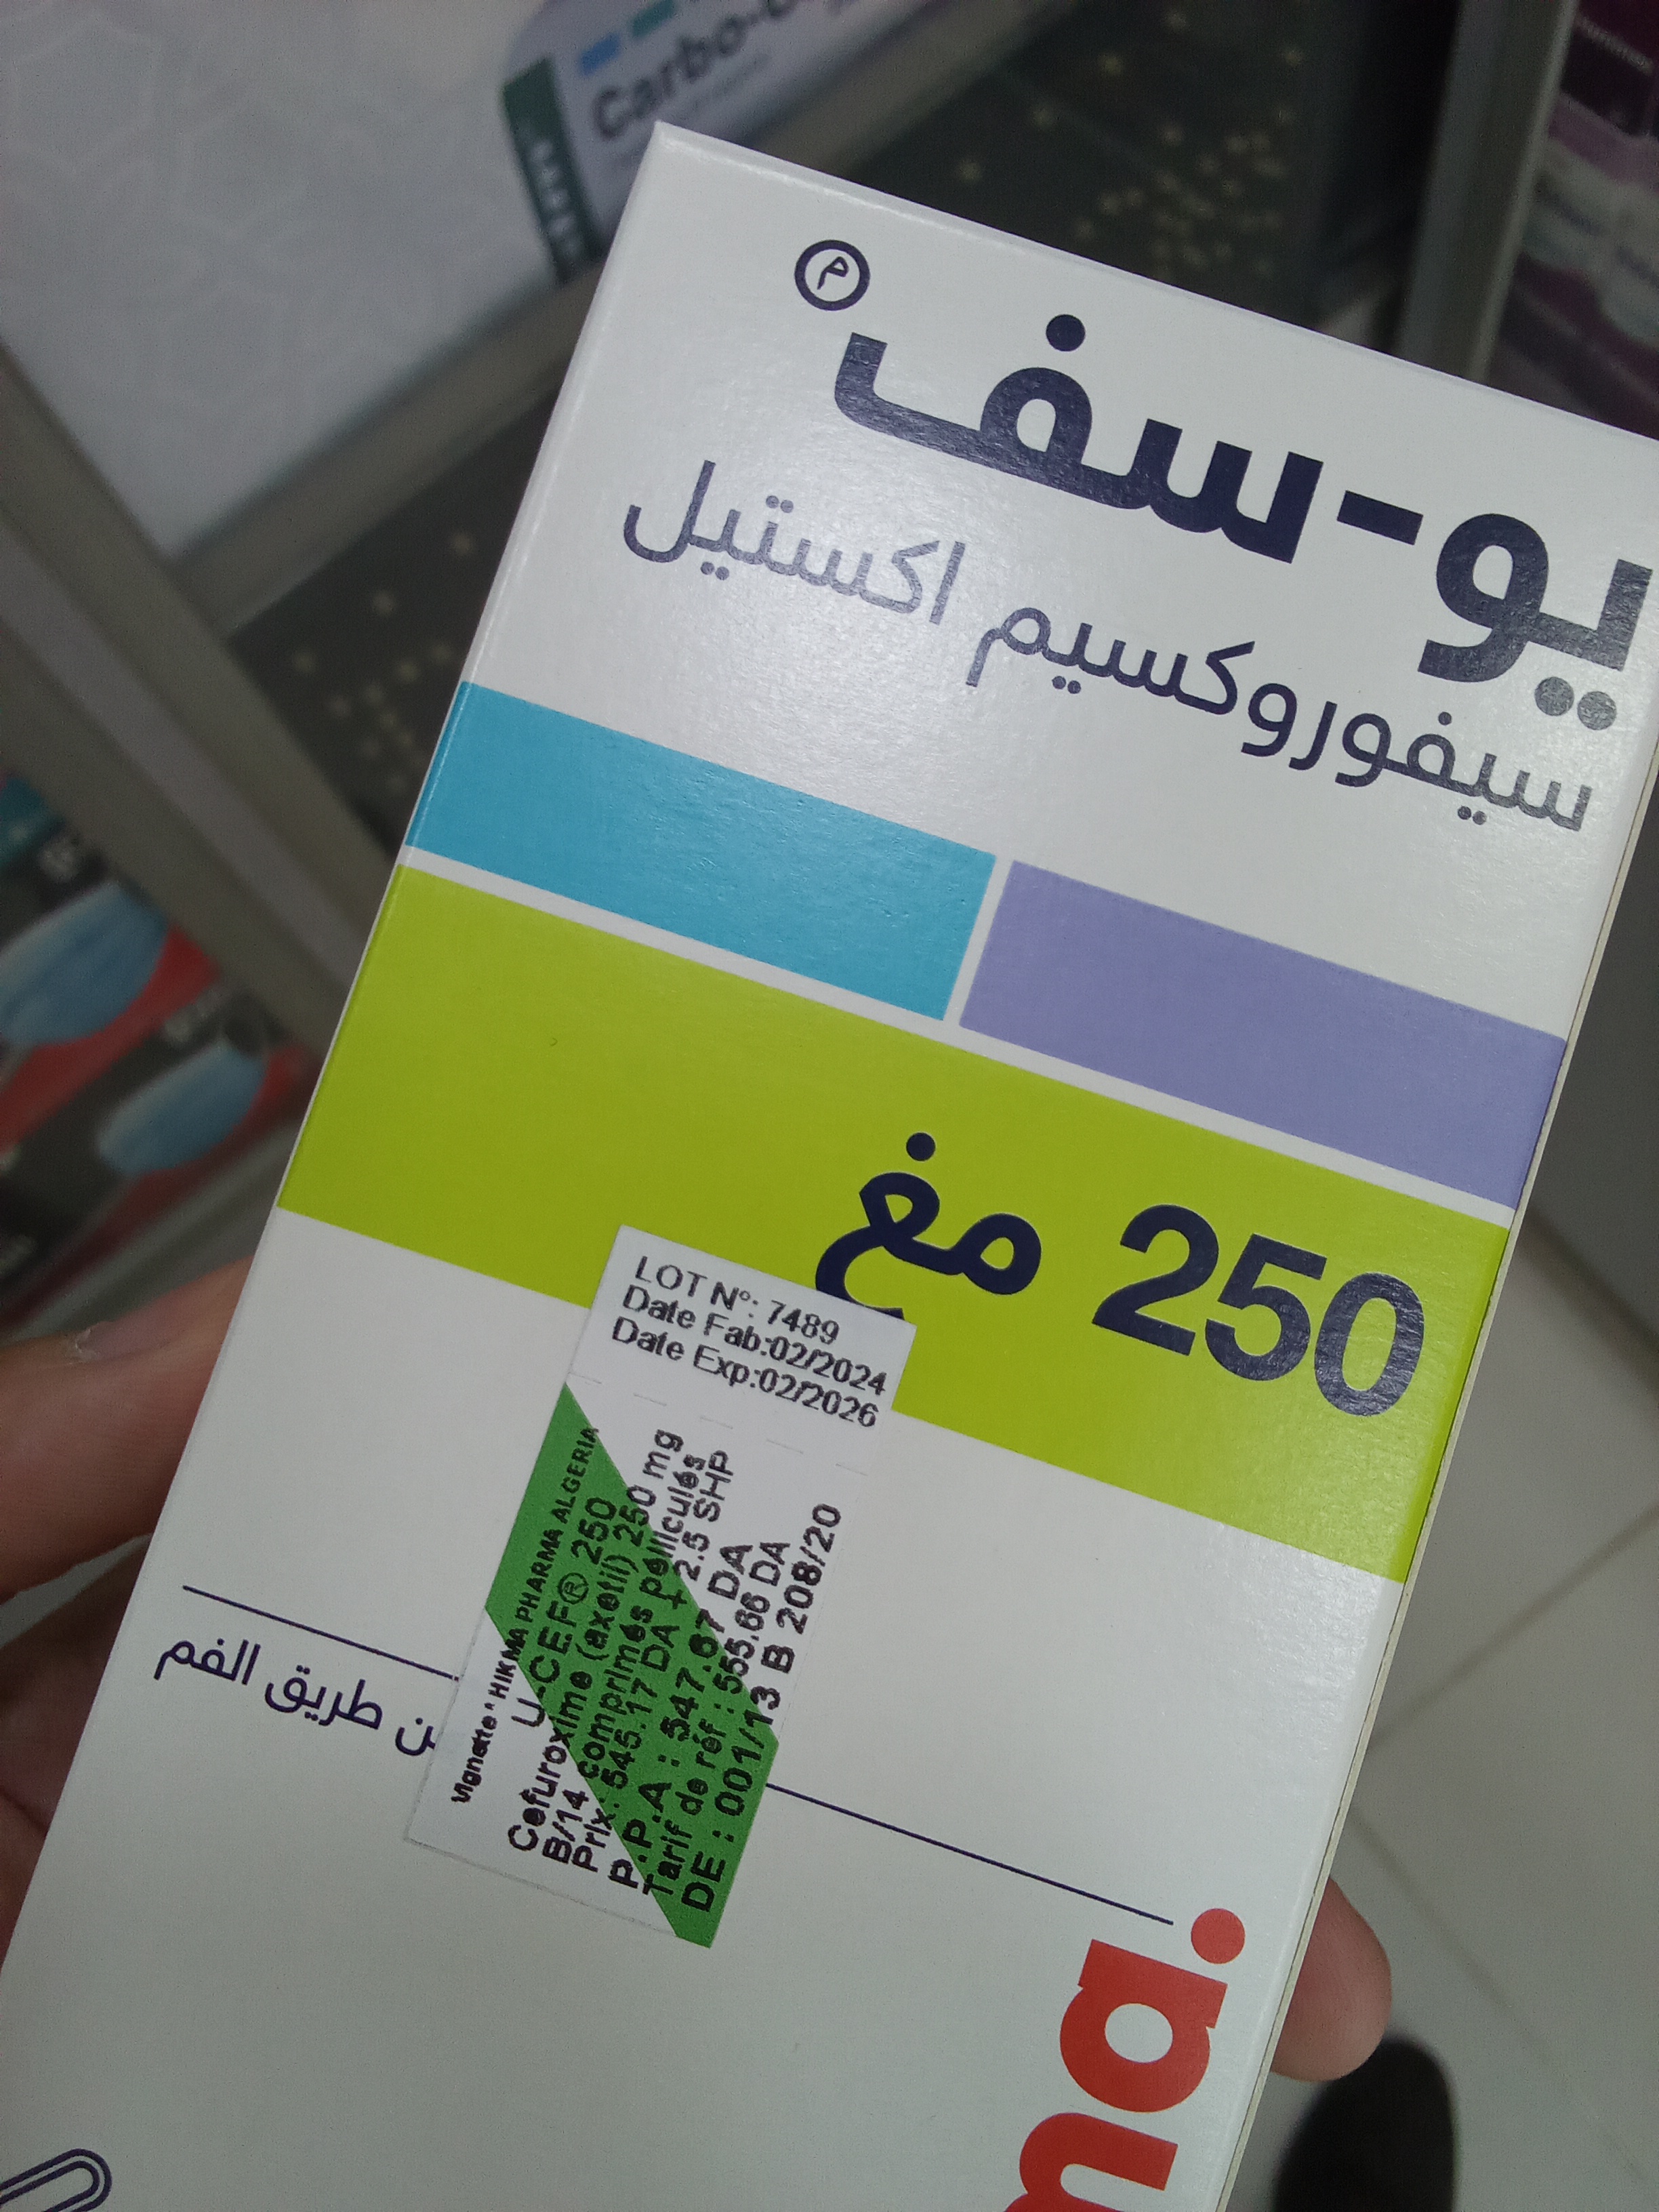 Carbo-
م
يو-سف
سيفوروكسيم اكستيل
250 مغ
LOT N°: 7489
Date Fab:02/2024
Date Exp:02/2026
Vignette HIKMA PHARMA ALGERIA
U-CEF® 250
Cefuroxime (axetil) 250 mg
B/14 comprimés pelliculés
Prix: 545.17 DA + 2.5 SHP
P.P.A : 547.67 DA
Tarif de réf : 555.66 DA
DE : 001/13 B 208/20
طريق الفم
ma.